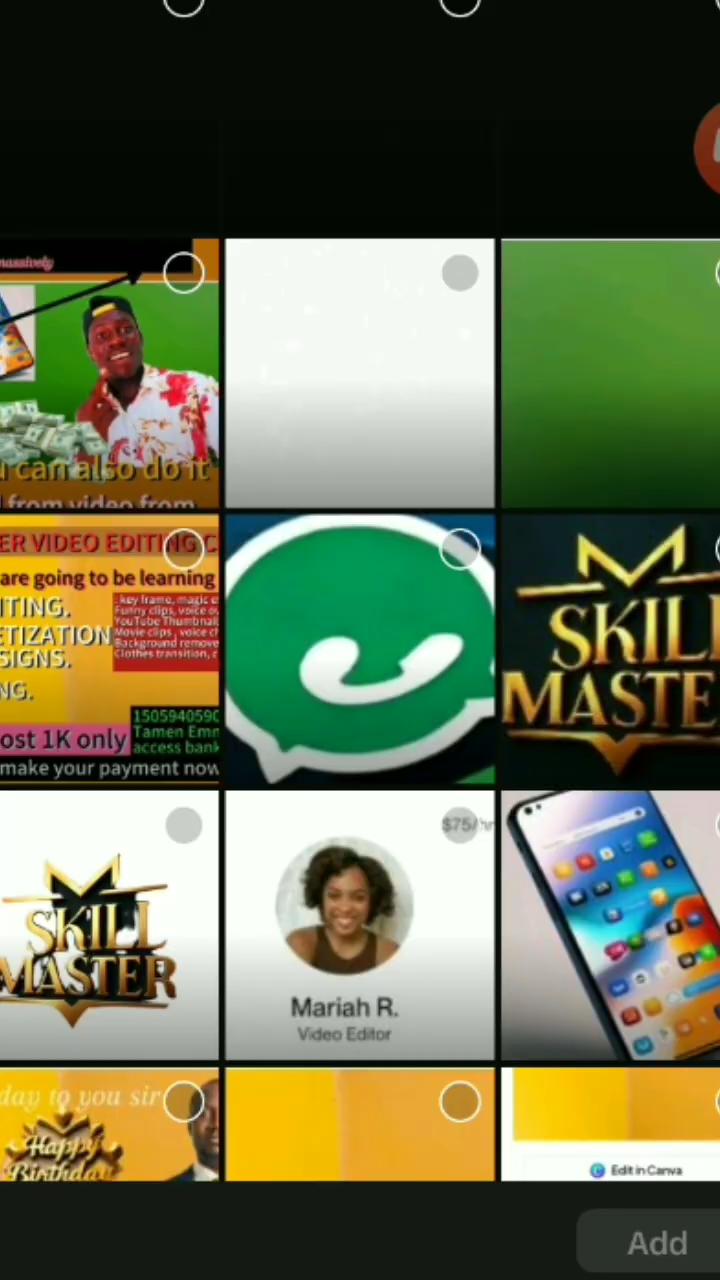 massively
u can also do it
from video from
ER VIDEO EDITING C
are going to be learning
ITING.
ETIZATION
SIGNS.
NG.
: key frame, magic e
Funny clips, voice o
YouTube Thumbnail
Movie clips , voice ch
Background remove
Clothes transition, c
ost 1K only
1505940590
Tamen Emm
access bank
make your payment now
SKILL
MASTE
SKILL
MASTER
$75/hr
Mariah R.
Video Editor
day to you sir
Happy
Birthday
Edit in Canva
Add